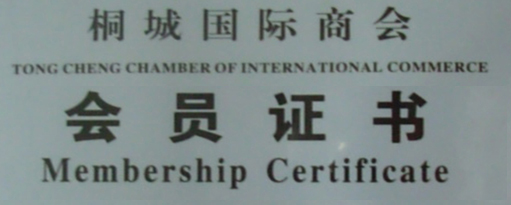 桐城国际商会
TONG CHENG CHAMBER OF INTERNATIONAL COMMERCE
会员证书
Membership Certificate